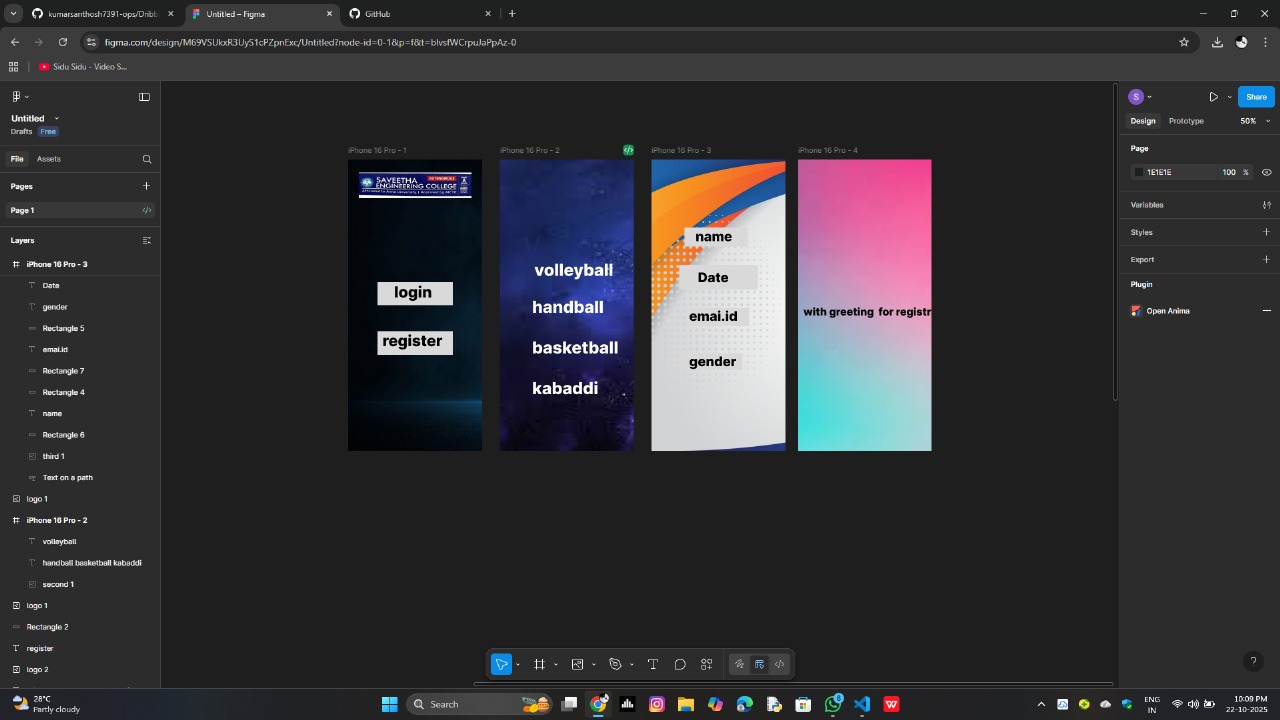 kumarsanthosh7391-ops/Dribb
Untitled – Figma
GitHub
figma.com/design/M69VSUkxR3UyS1cPZpnExc/Untitled?node-id=0-1&p=f&t=blvsfWCrpuJaPpAz-0
Sidu Sidu - Video S...
Untitled
Drafts Free
File Assets
Pages
Page 1
Layers
iPhone 16 Pro - 3
Date
gender
Rectangle 5
emai.id
Rectangle 7
Rectangle 4
name
Rectangle 6
third 1
Text on a path
logo 1
iPhone 16 Pro - 2
volleyball
handball basketball kabaddi
second 1
logo 1
Rectangle 2
register
logo 2
iPhone 16 Pro - 1
SAVEETHA AUTONOMOUS
ENGINEERING COLLEGE
login
register
iPhone 16 Pro - 2
volleyball
handball
basketball
kabaddi
iPhone 16 Pro - 3
name
Date
emai.id
gender
iPhone 16 Pro - 4
with greeting for registr
S
Share
Design Prototype 50%
Page
1E1E1E 100 %
Variables
Styles
Export
Plugin
Open Anima
?
28°C
Partly cloudy
Search
8
ENG
IN
10:09 PM
22-10-2025